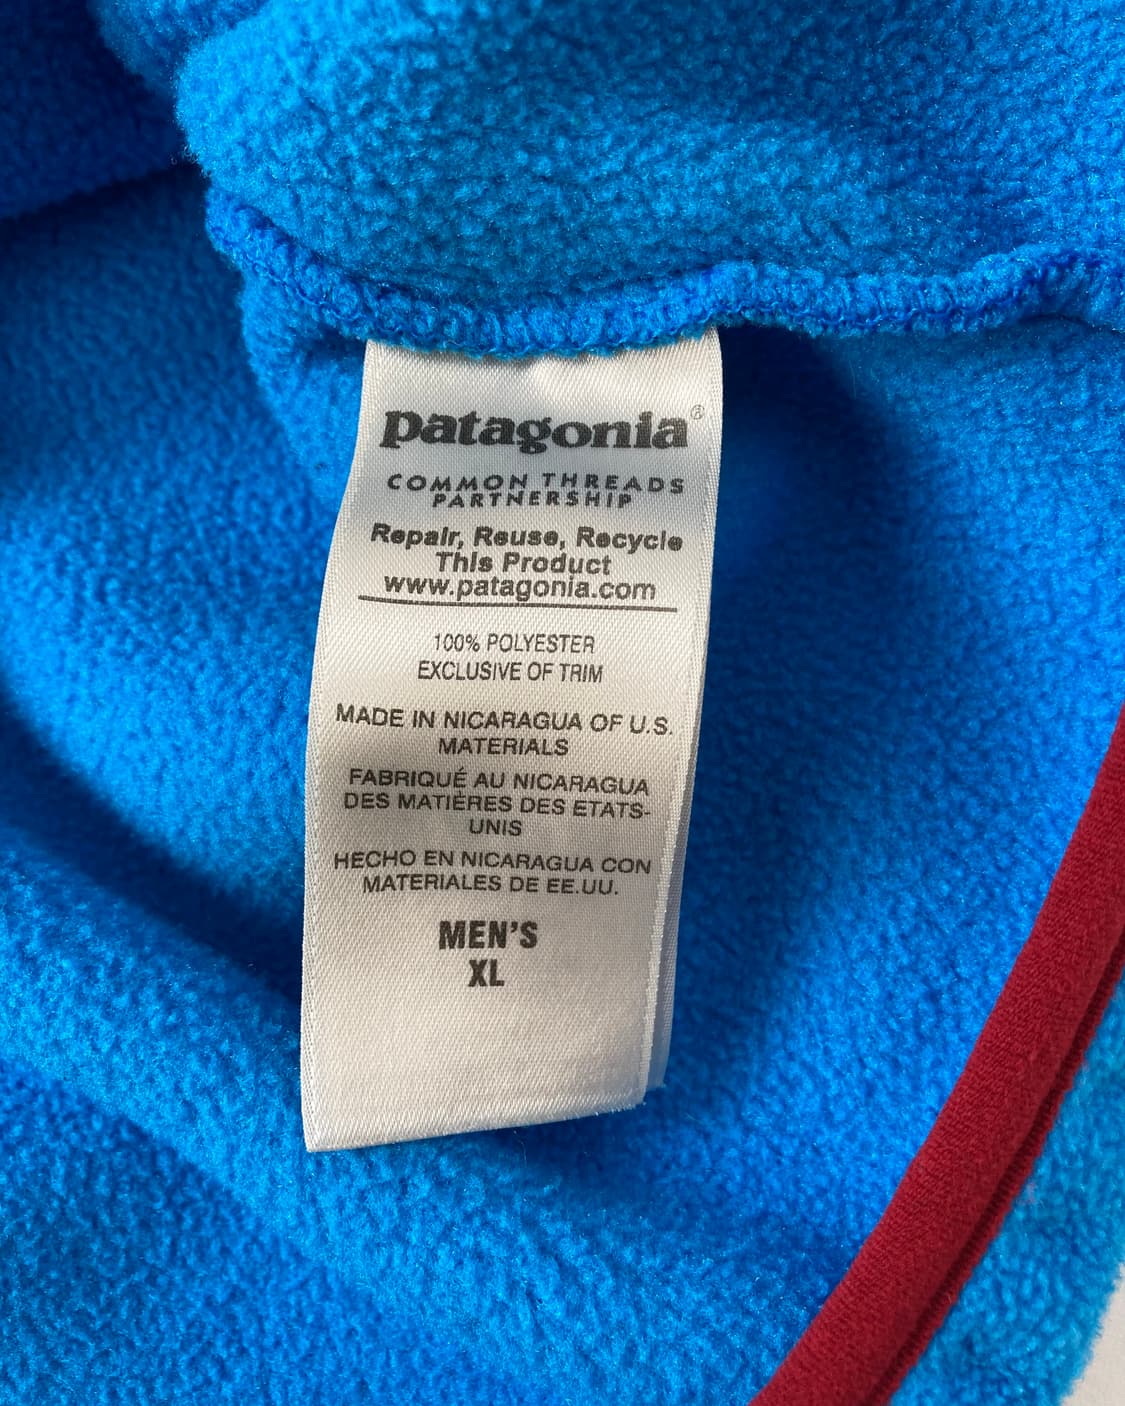 patagonia®
COMMON THREADS
PARTNERSHIP
Repair, Reuse, Recycle
This Product
www.patagonia.com
100% POLYESTER
EXCLUSIVE OF TRIM
MADE IN NICARAGUA OF U.S.
MATERIALS
FABRIQUÉ AU NICARAGUA
DES MATIÈRES DES ETATS-
UNIS
HECHO EN NICARAGUA CON
MATERIALES DE EE.UU.
MEN'S
XL